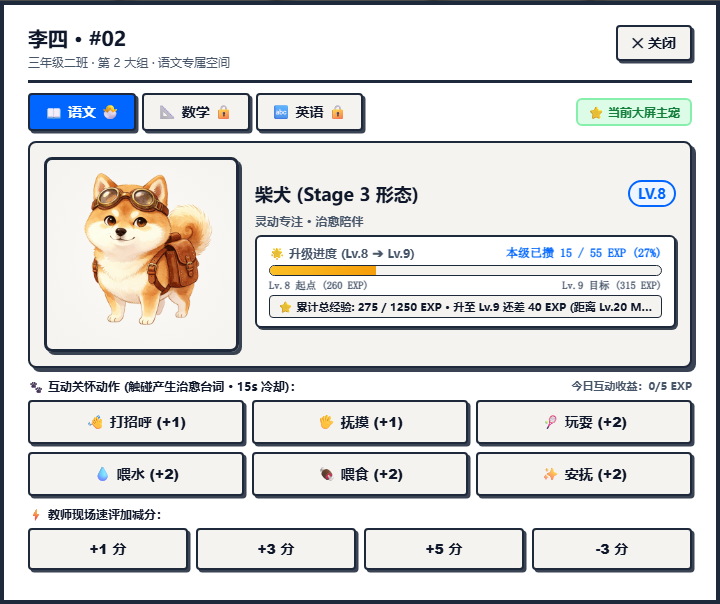 李四 • #02
三年级二班 · 第 2 大组 · 语文专属空间
✕ 关闭
📖 语文 🐣
📐 数学 🔒
🔤 英语 🔒
⭐ 当前大屏主宠
柴犬 (Stage 3 形态)
LV.8
灵动专注 • 治愈陪伴
🌟 升级进度 (Lv.8 ➔ Lv.9)
本级已攒 15 / 55 EXP (27%)
Lv.8 起点 (260 EXP)
Lv.9 目标 (315 EXP)
⭐ 累计总经验: 275 / 1250 EXP • 升至 Lv.9 还差 40 EXP (距离 Lv.20 M...
🐾 互动关怀动作 (触碰产生治愈台词 • 15s 冷却):
今日互动收益: 0/5 EXP
👋 打招呼 (+1)
🖐 抚摸 (+1)
🎾 玩耍 (+2)
💧 喂水 (+2)
🍖 喂食 (+2)
✨ 安抚 (+2)
⚡ 教师现场速评加减分:
+1 分
+3 分
+5 分
-3 分